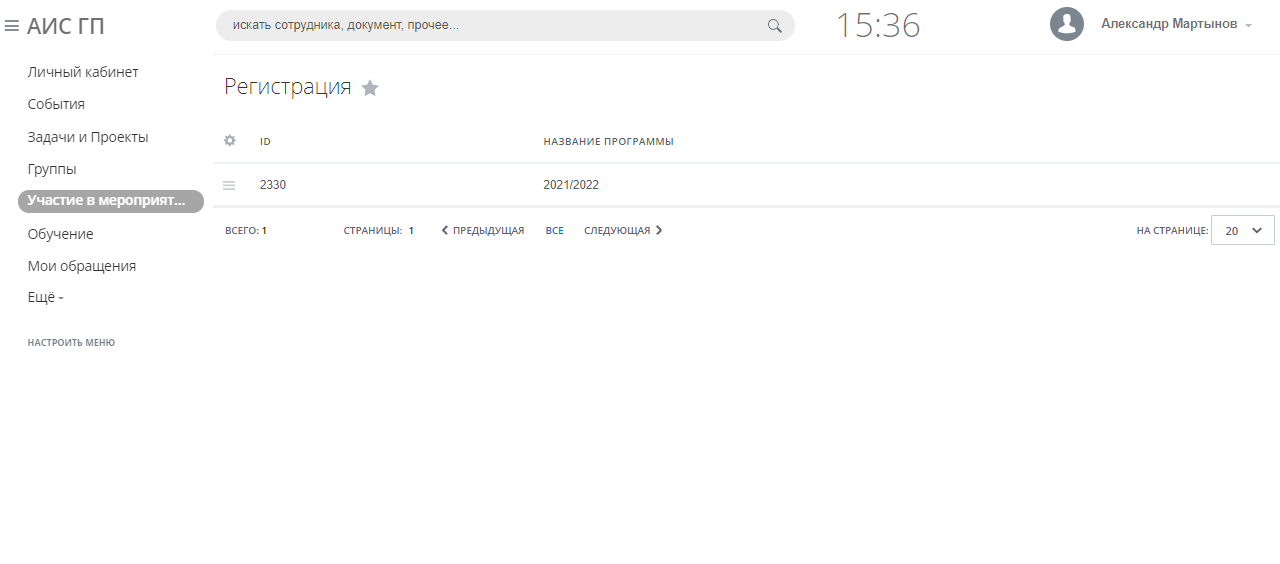 АИС ГП
искать сотрудника, документ, прочее...
15:36
Александр Мартынов
Личный кабинет
События
Задачи и Проекты
Группы
Участие в мероприят...
Обучение
Мои обращения
Ещё
НАСТРОИТЬ МЕНЮ
Регистрация
ID НАЗВАНИЕ ПРОГРАММЫ
2330 2021/2022
ВСЕГО: 1 СТРАНИЦЫ: 1 ПРЕДЫДУЩАЯ ВСЕ СЛЕДУЮЩАЯ НА СТРАНИЦЕ: 20